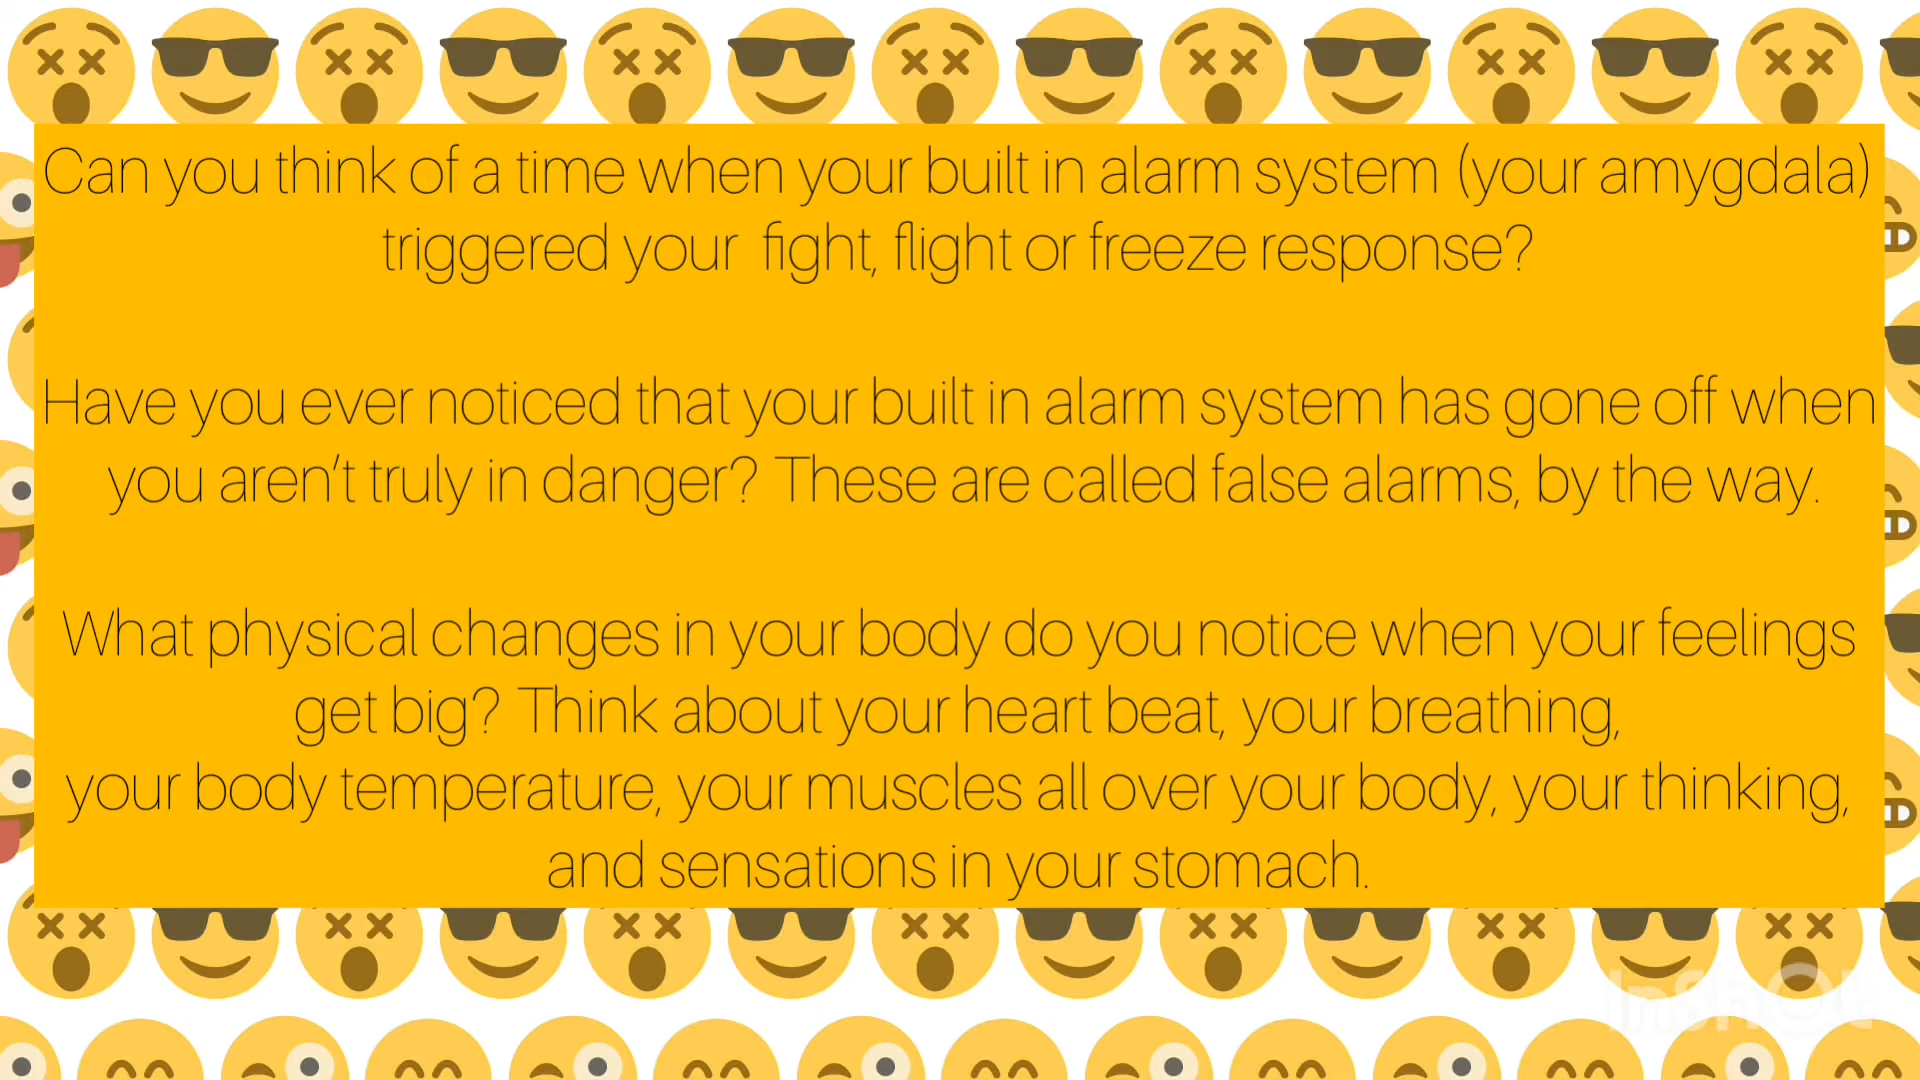 Can you think of a time when your built in alarm system (your amygdala)
triggered your fight, flight or freeze response?
Have you ever noticed that your built in alarm system has gone off when
you aren’t truly in danger? These are called false alarms, by the way.
What physical changes in your body do you notice when your feelings
get big? Think about your heart beat, your breathing,
your body temperature, your muscles all over your body, your thinking,
and sensations in your stomach.
InShOt